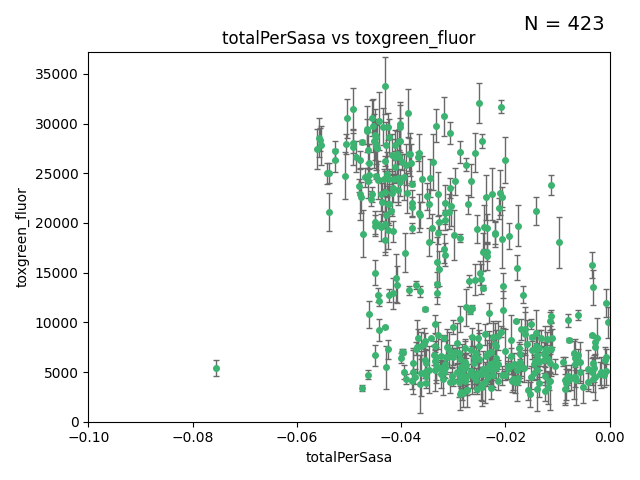 N = 423
totalPerSasa vs toxgreen_fluor
toxgreen_fluor
35000
30000
25000
20000
15000
10000
5000
0
−0.10 −0.08 −0.06 −0.04 −0.02 0.00
totalPerSasa